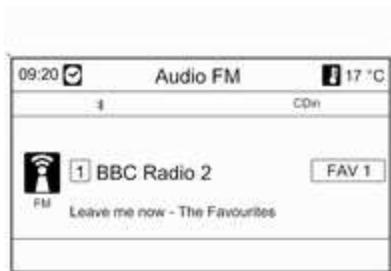 09:20 Audio FM 17 °C
CDin
1 BBC Radio 2 FAV 1
FM
Leave me now - The Favourites